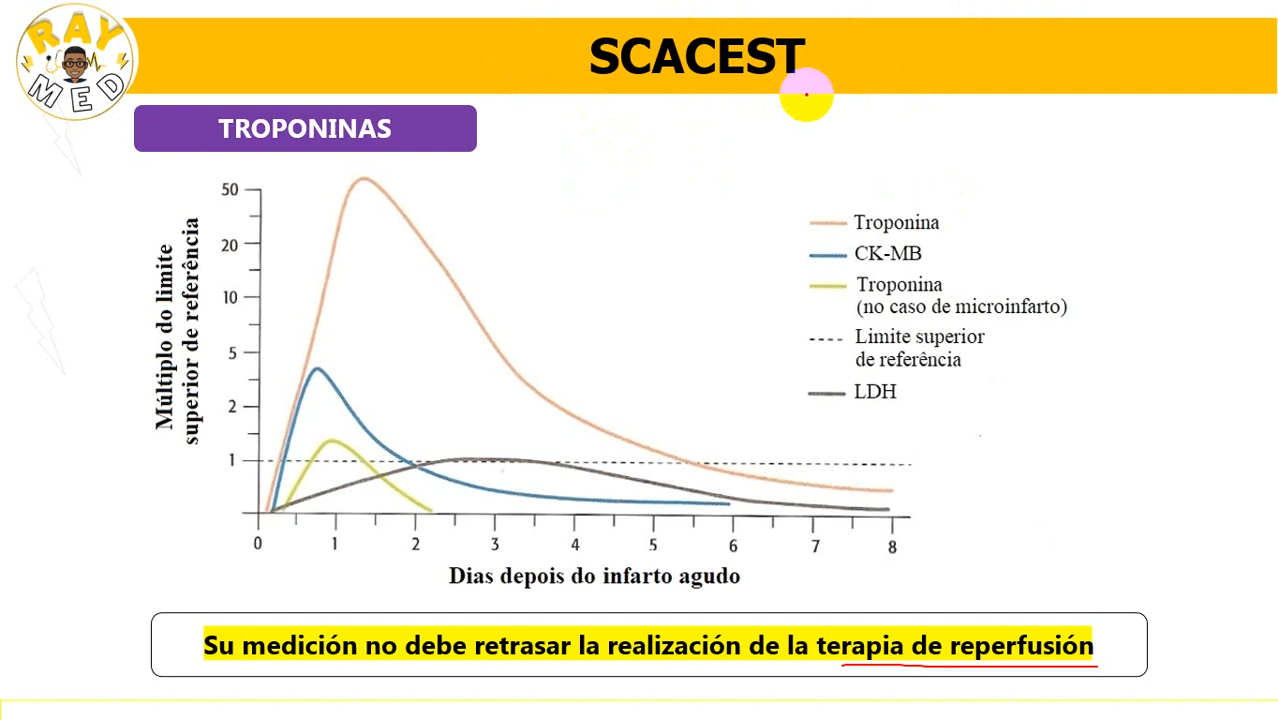 RAY
MED
SCACEST
TROPONINAS
Múltiplo do limite
superior de referência
50
20
10
5
2
1
0
1
2
3
4
5
6
7
8
Dias depois do infarto agudo
Troponina
CK-MB
Troponina
(no caso de microinfarto)
Limite superior
de referência
LDH
Su medición no debe retrasar la realización de la terapia de reperfusión